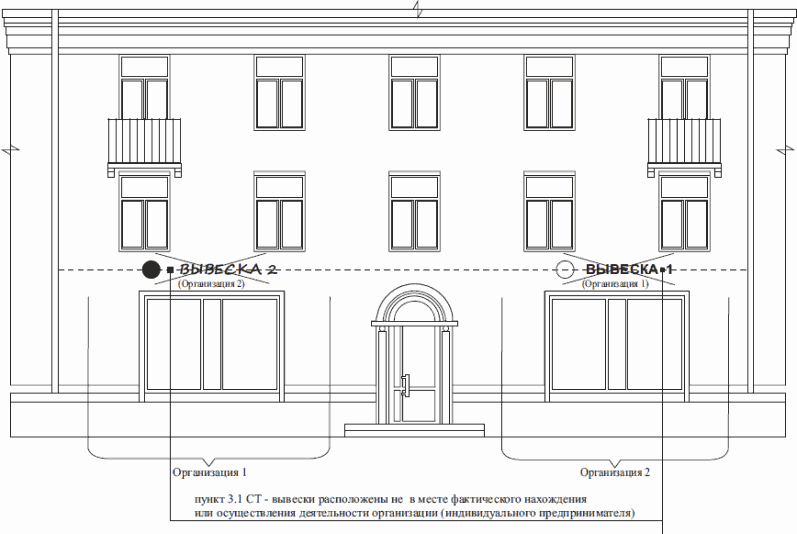 ВЫВЕСКА 2
(Организация 2)
ВЫВЕСКА 1
(Организация 1)
Организация 1
Организация 2
пункт 3.1 СТ - вывески расположены не в месте фактического нахождения
или осуществления деятельности организации (индивидуального предпринимателя)